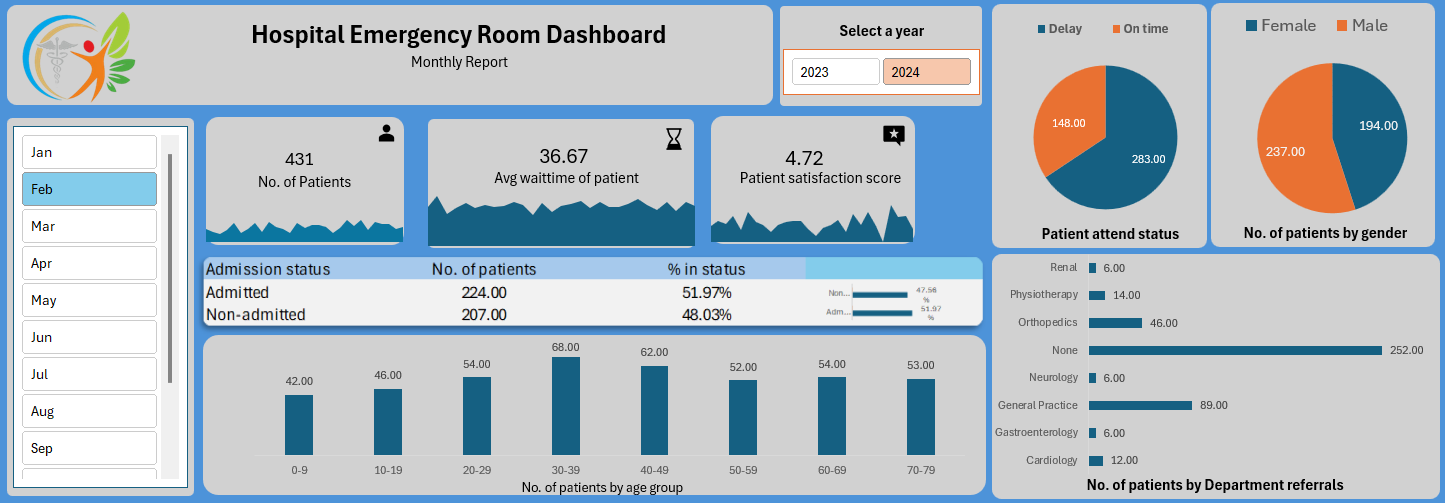 Hospital Emergency Room Dashboard
Monthly Report
Select a year
2023 2024
Jan
Feb
Mar
Apr
May
Jun
Jul
Aug
Sep
431
No. of Patients
36.67
Avg waittime of patient
4.72
Patient satisfaction score
Delay On time
148.00
283.00
Patient attend status
Female Male
194.00
237.00
No. of patients by gender
Admission status No. of patients % in status
Admitted 224.00 51.97%
Non-admitted 207.00 48.03%
Non... 47.56
%
Adm... 51.97
%
42.00 46.00 54.00 68.00 62.00 52.00 54.00 53.00
0-9 10-19 20-29 30-39 40-49 50-59 60-69 70-79
No. of patients by age group
Renal 6.00
Physiotherapy 14.00
Orthopedics 46.00
None 252.00
Neurology 6.00
General Practice 89.00
Gastroenterology 6.00
Cardiology 12.00
No. of patients by Department referrals